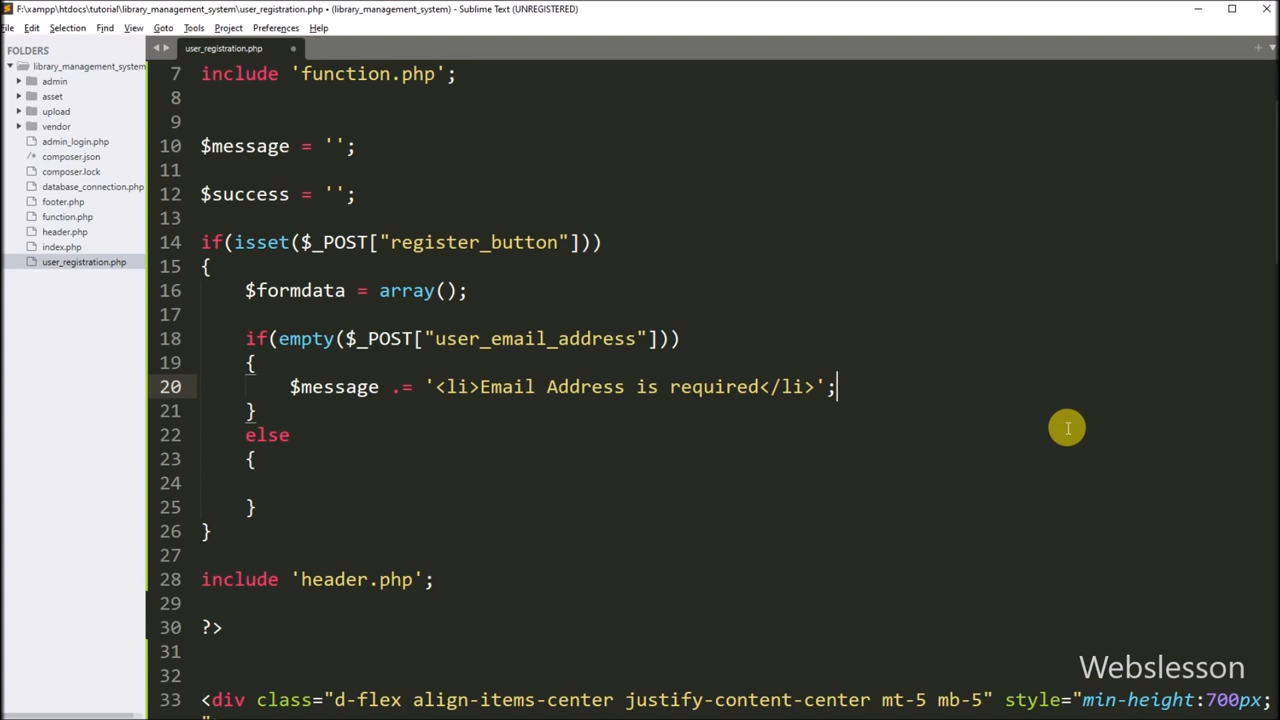 F:\xampp\htdocs\tutorial\library_management_system\user_registration.php • (library_management_system) - Sublime Text (UNREGISTERED)
File Edit Selection Find View Goto Tools Project Preferences Help
FOLDERS
library_management_system
admin
asset
upload
vendor
admin_login.php
/* composer.json
composer.lock
database_connection.php
footer.php
function.php
header.php
index.php
user_registration.php
user_registration.php
7 include 'function.php';
8
9
10 $message = '';
11
12 $success = '';
13
14 if(isset($_POST["register_button"]))
15 {
16 $formdata = array();
17
18 if(empty($_POST["user_email_address"]))
19 {
20 $message .= '<li>Email Address is required</li>';
21 }
22 else
23 {
24
25 }
26 }
27
28 include 'header.php';
29
30 ?>
31
32
33 <div class="d-flex align-items-center justify-content-center mt-5 mb-5" style="min-height:700px;
">
Webslesson